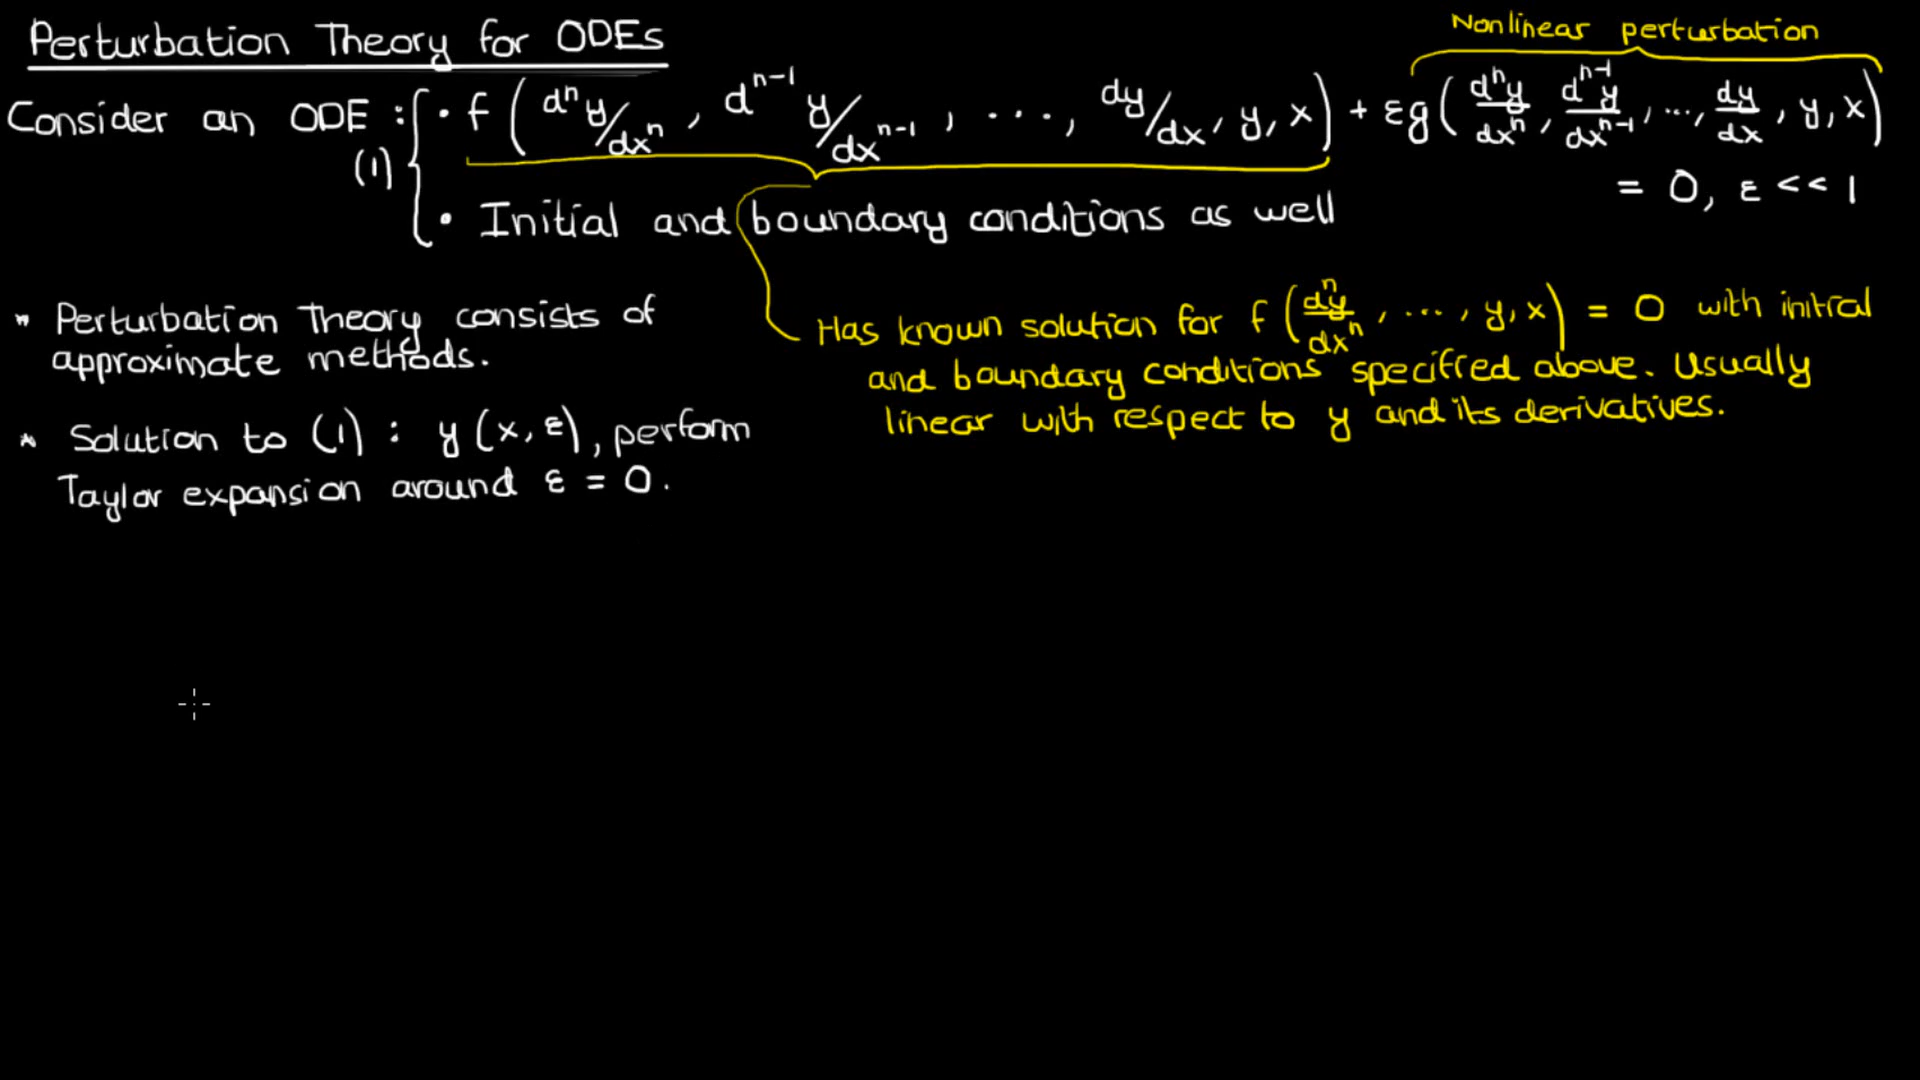 Perturbation Theory for ODEs
Nonlinear perturbation
Consider an ODE : { • f ( dⁿy/dxⁿ , dⁿ⁻¹y/dxⁿ⁻¹ , ..., dy/dx, y, x ) + εg ( dⁿy/dxⁿ, dⁿ⁻¹y/dxⁿ⁻¹, ..., dy/dx, y, x )
(1)
= 0, ε << 1
• Initial and boundary conditions as well
* Perturbation Theory consists of
approximate methods.
* Solution to (1) : y (x, ε), perform
Taylor expansion around ε = 0.
Has known solution for f ( dⁿy/dxⁿ, ..., y, x ) = 0 with initial
and boundary conditions specified above. Usually
linear with respect to y and its derivatives.